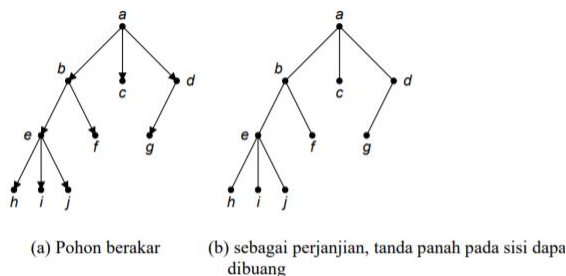 a a
b d b d
c c
e f g e f g
h i j h i j
(a) Pohon berakar (b) sebagai perjanjian, tanda panah pada sisi dapa
dibuang